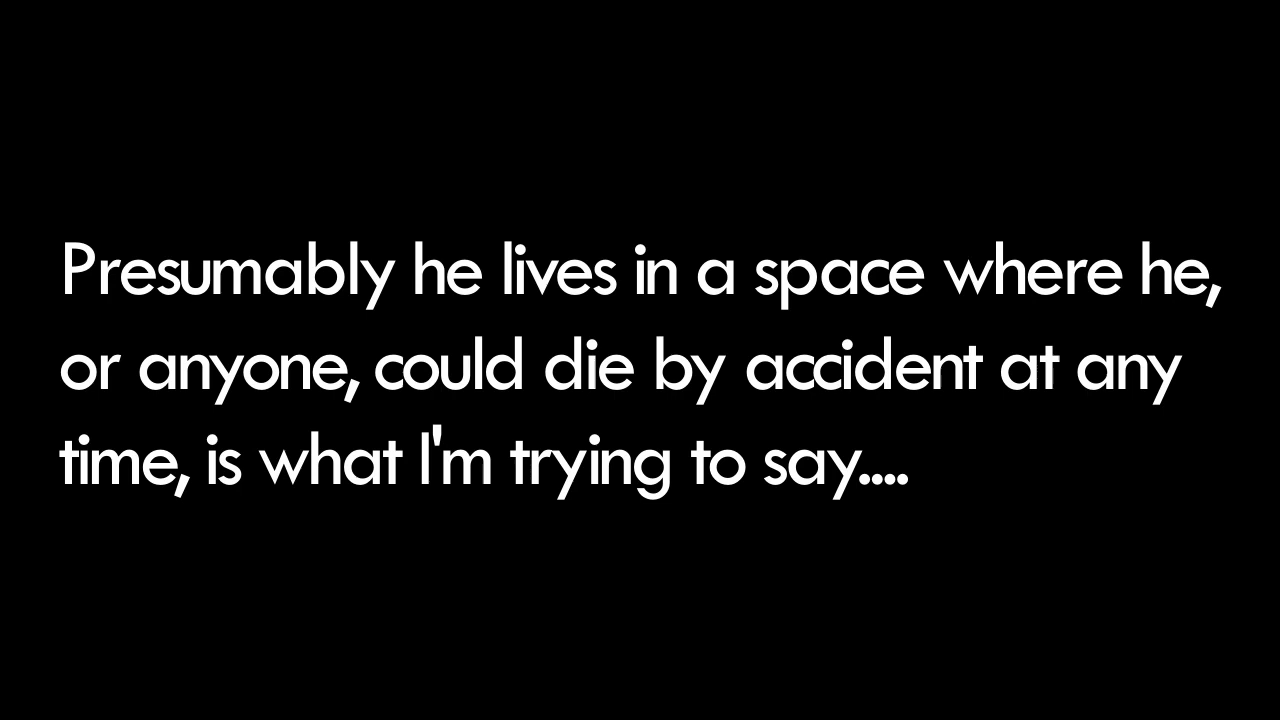 Presumably he lives in a space where he,
or anyone, could die by accident at any
time, is what I'm trying to say....